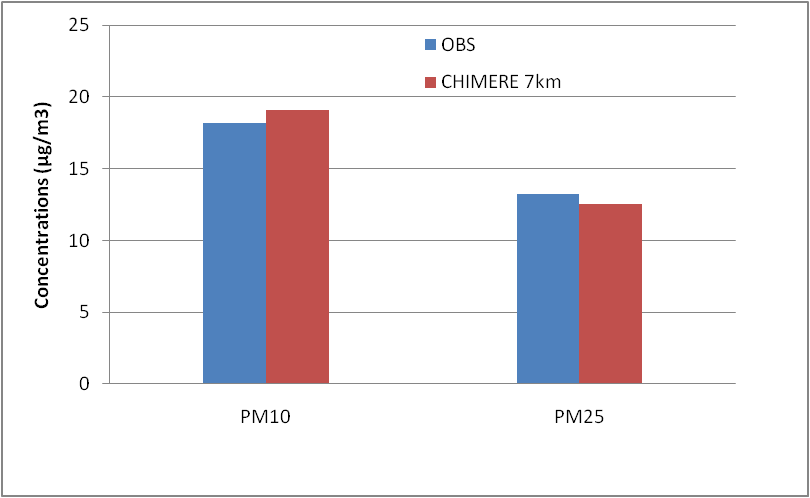 Concentrations (µg/m3)
25
20
15
10
5
0
OBS
CHIMERE 7km
PM10
PM25